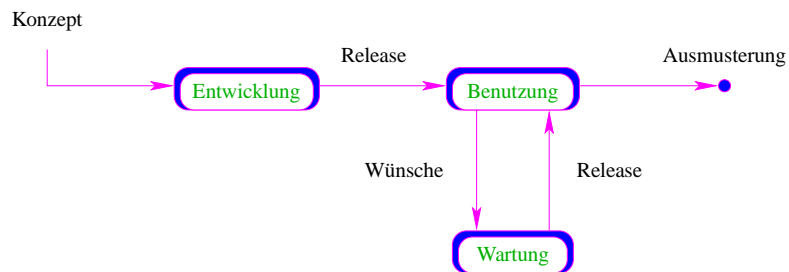 Konzept
Release
Ausmusterung
Entwicklung
Benutzung
Wünsche
Release
Wartung